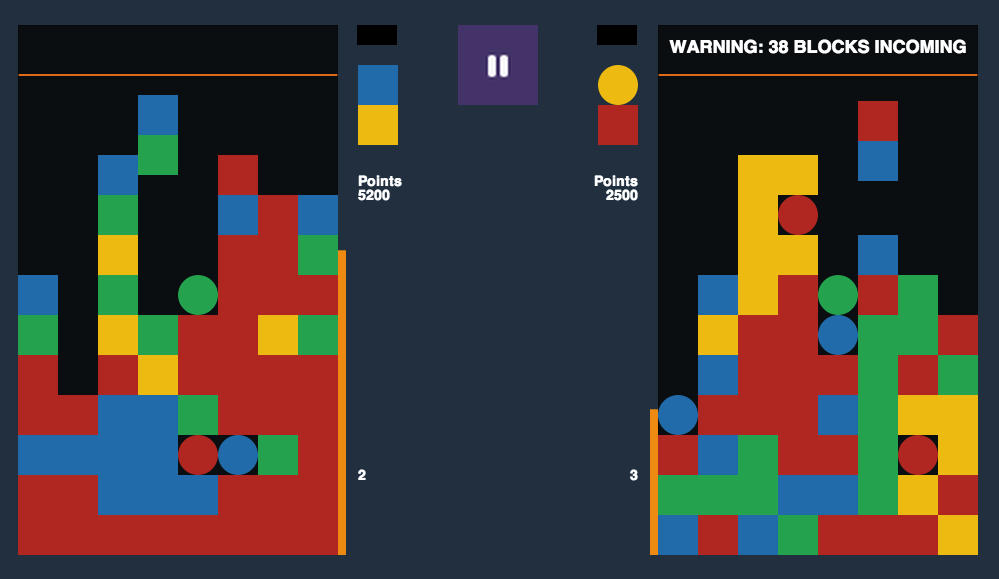 WARNING: 38 BLOCKS INCOMING
Points
5200
Points
2500
2
3